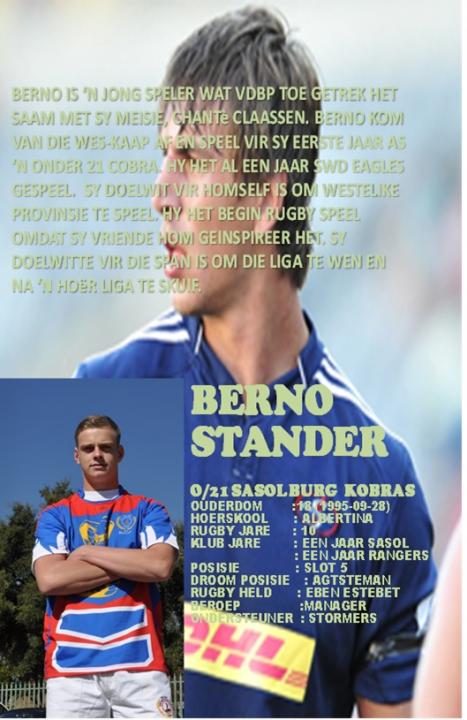 BERNO IS ‘N JONG SPELER WAT VDBP TOE GETREK HET
SAAM MET SY MEISIE, CHANTé CLAASSEN. BERNO KOM
VAN DIE WES-KAAP AF EN SPEEL VIR SY EERSTE JAAR AS
‘N ONDER 21 COBRA. HY HET AL EEN JAAR SWD EAGLES
GESPEEL. SY DOELWIT VIR HOMSELF IS OM WESTELIKE
PROVINSIE TE SPEEL. HY HET BEGIN RUGBY SPEEL
OMDAT SY VRIENDE HOM GEINSPIREER HET. SY
DOELWITTE VIR DIE SPAN IS OM DIE LIGA TE WEN EN
NA ‘N HOëR LIGA TE SKUIF.
BERNO
STANDER
O/21 SASOLBURG KOBRAS
OUDERDOM :18 (1995-09-28)
HOERSKOOL : ALBERTINA
RUGBY JARE : 10
KLUB JARE : EEN JAAR SASOL
: EEN JAAR RANGERS
POSISIE : SLOT 5
DROOM POSISIE : AGTSTEMAN
RUGBY HELD : EBEN ESTEBET
BEROEP :MANAGER
ONDERSTEUNER : STORMERS
DHL